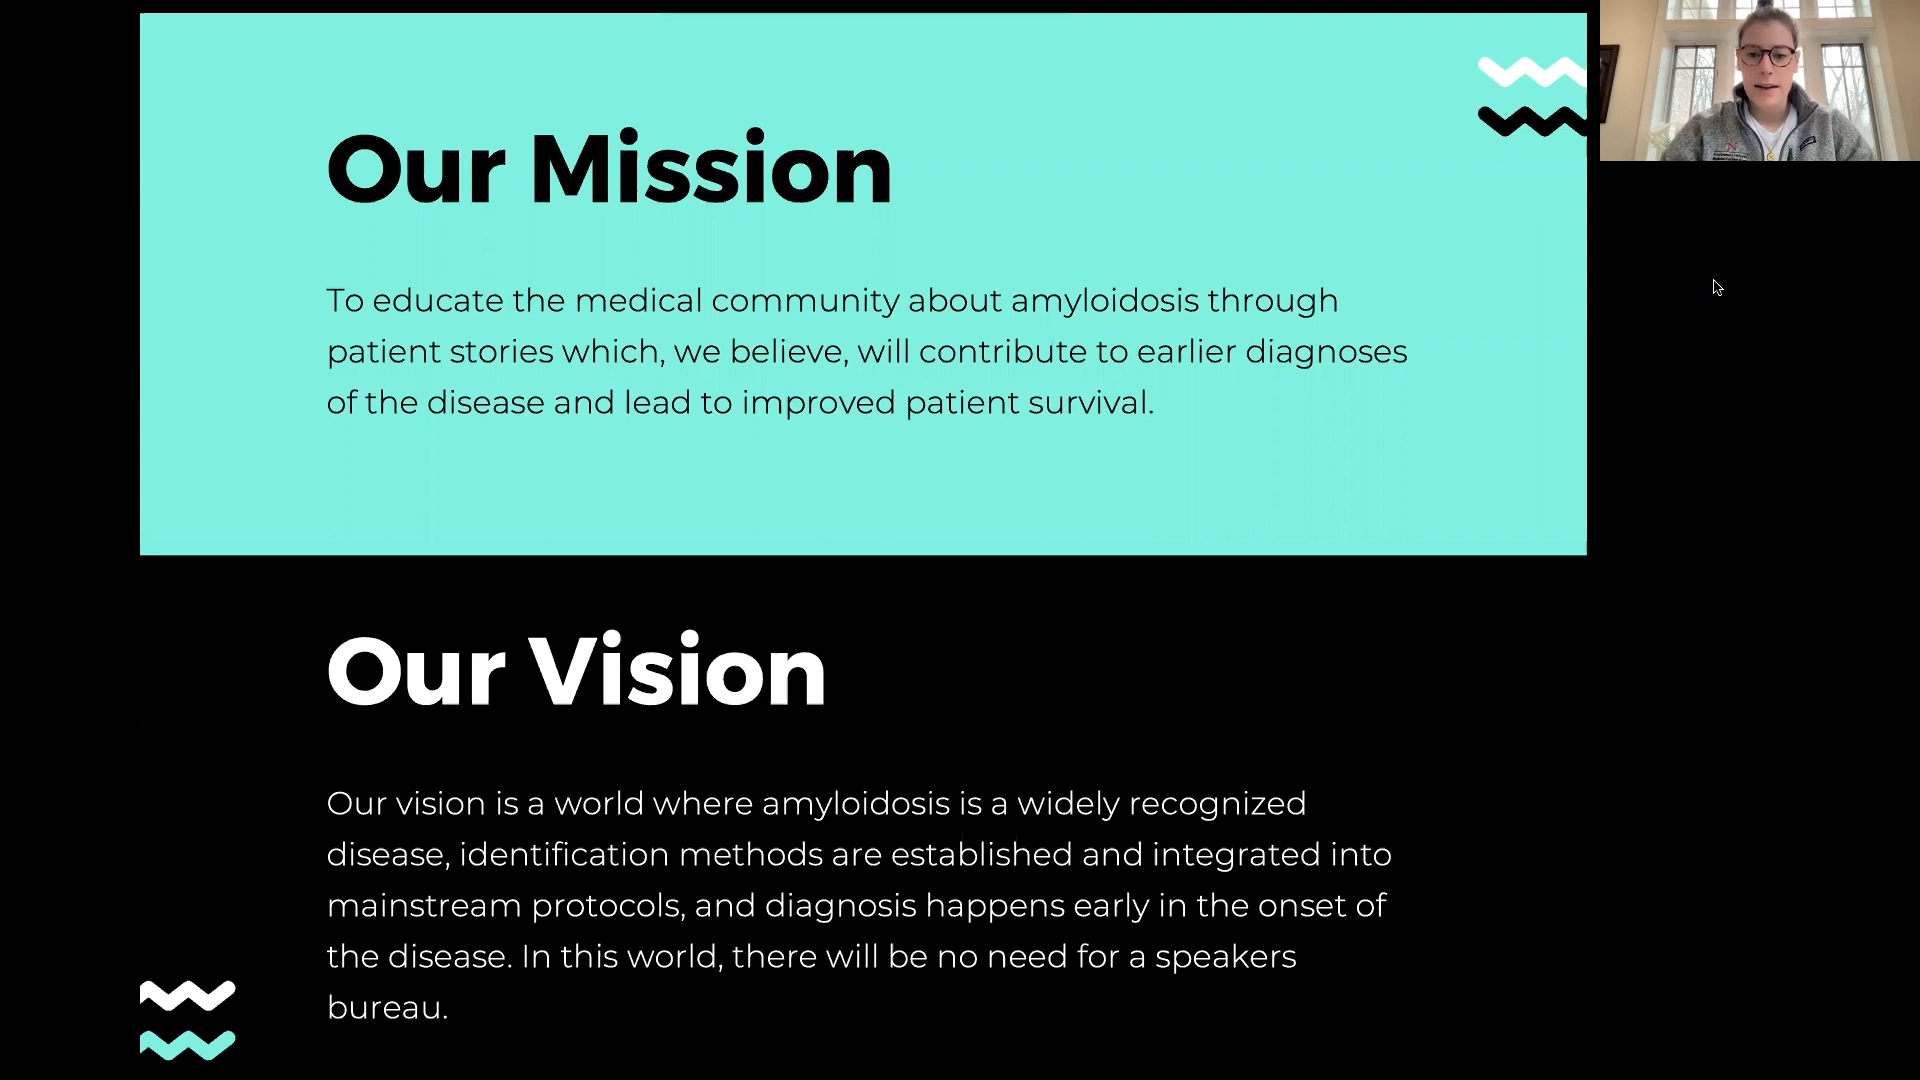 Our Mission
To educate the medical community about amyloidosis through
patient stories which, we believe, will contribute to earlier diagnoses
of the disease and lead to improved patient survival.
Our Vision
Our vision is a world where amyloidosis is a widely recognized
disease, identification methods are established and integrated into
mainstream protocols, and diagnosis happens early in the onset of
the disease. In this world, there will be no need for a speakers
bureau.